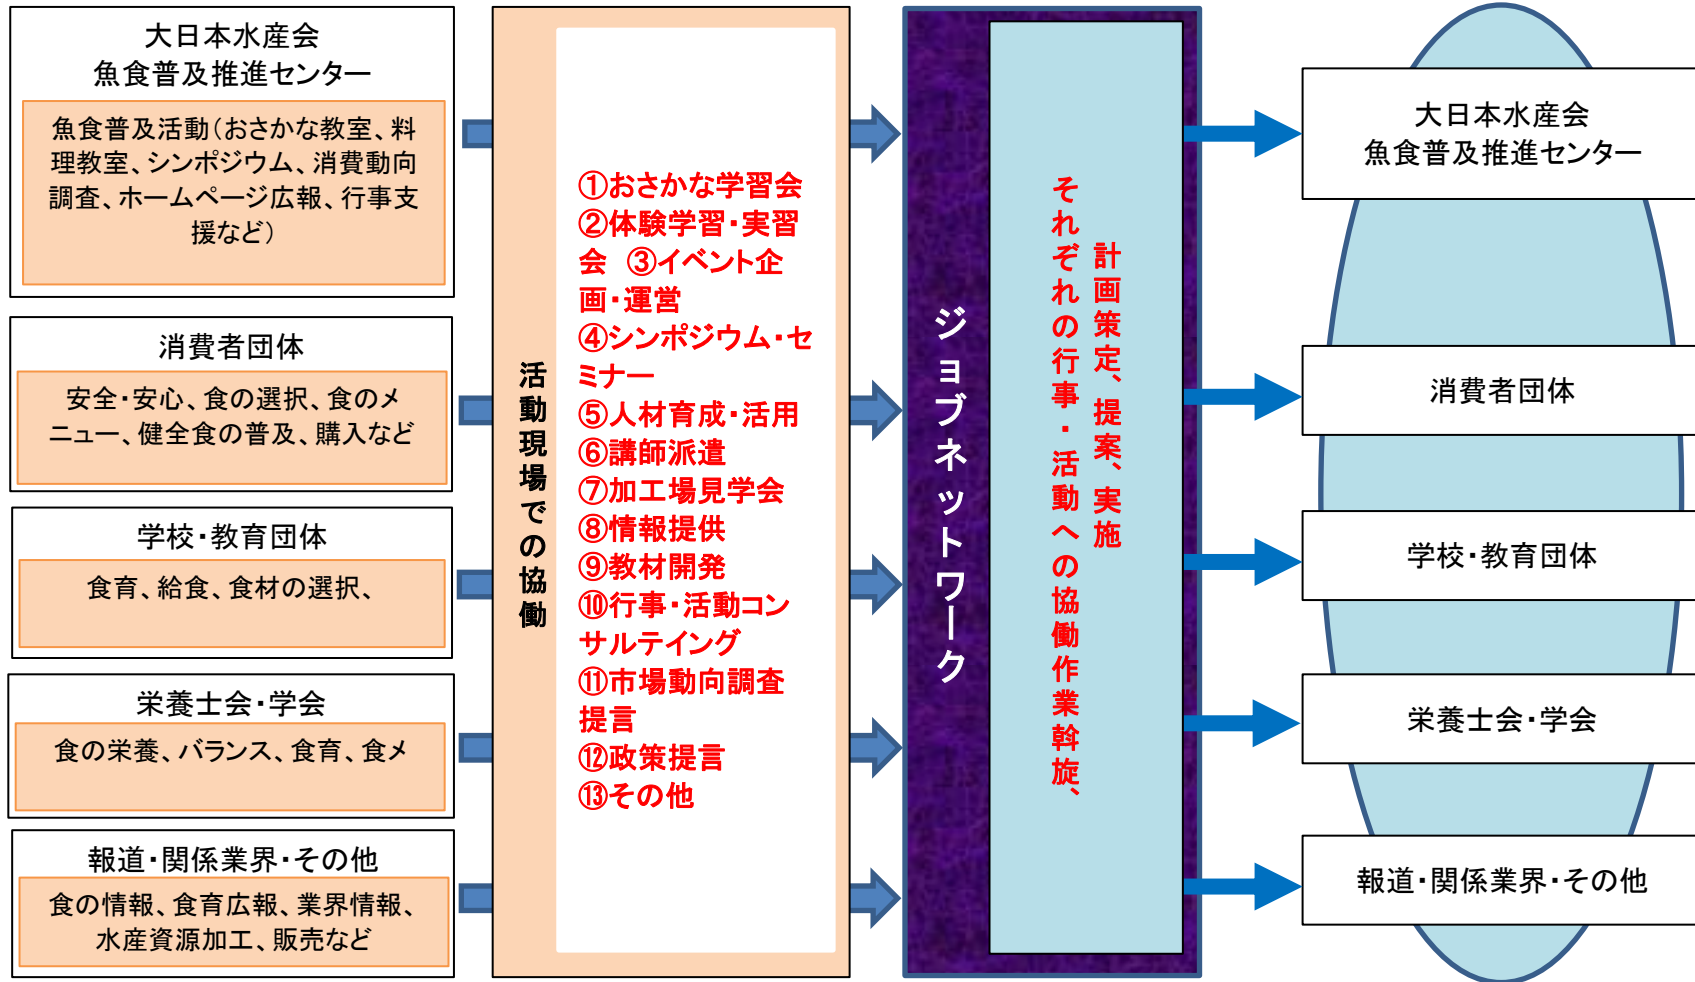 大日本水産会
魚食普及推進センター
魚食普及活動(おさかな教室、料
理教室、シンポジウム、消費動向
調査、ホームページ広報、行事支
援など)
消費者団体
安全・安心、食の選択、食のメ
ニュー、健全食の普及、購入など
学校・教育団体
食育、給食、食材の選択、
栄養士会・学会
食の栄養、バランス、食育、食メ
報道・関係業界・その他
食の情報、食育広報、業界情報、
水産資源加工、販売など
活動現場での協働
①おさかな学習会
②体験学習・実習
会 ③イベント企
画・運営
④シンポジウム・セ
ミナー
⑤人材育成・活用
⑥講師派遣
⑦加工場見学会
⑧情報提供
⑨教材開発
⑩行事・活動コン
サルテイング
⑪市場動向調査
提言
⑫政策提言
⑬その他
ジョブネットワーク
それぞれの行事・活動への協働作業斡旋、
計画策定、提案、実施
大日本水産会
魚食普及推進センター
消費者団体
学校・教育団体
栄養士会・学会
報道・関係業界・その他